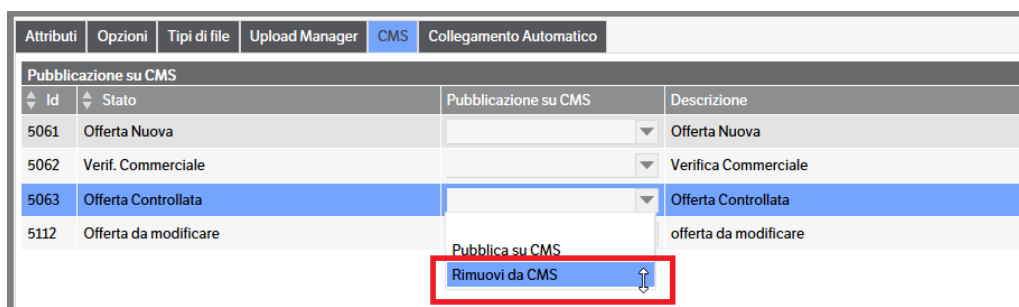 Attributi Opzioni Tipi di file Upload Manager CMS Collegamento Automatico
Pubblicazione su CMS
Id Stato Pubblicazione su CMS Descrizione
5061 Offerta Nuova Offerta Nuova
5062 Verif. Commerciale Verifica Commerciale
5063 Offerta Controllata Offerta Controllata
5112 Offerta da modificare offerta da modificare
Pubblica su CMS
Rimuovi da CMS